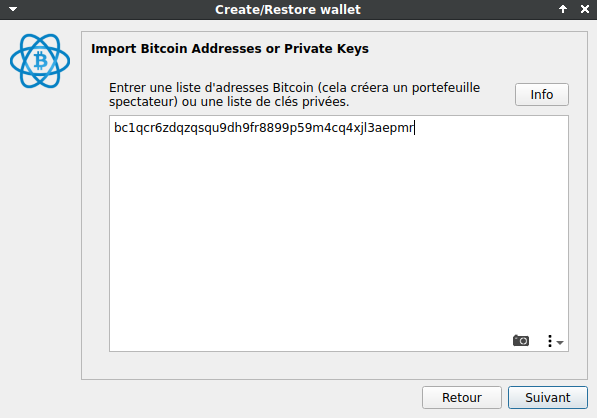 Create/Restore wallet
Import Bitcoin Addresses or Private Keys
Entrer une liste d'adresses Bitcoin (cela créera un portefeuille
spectateur) ou une liste de clés privées.
Info
bc1qcr6zdqzqsqu9dh9fr8899p59m4cq4xjl3aepmr
Retour
Suivant